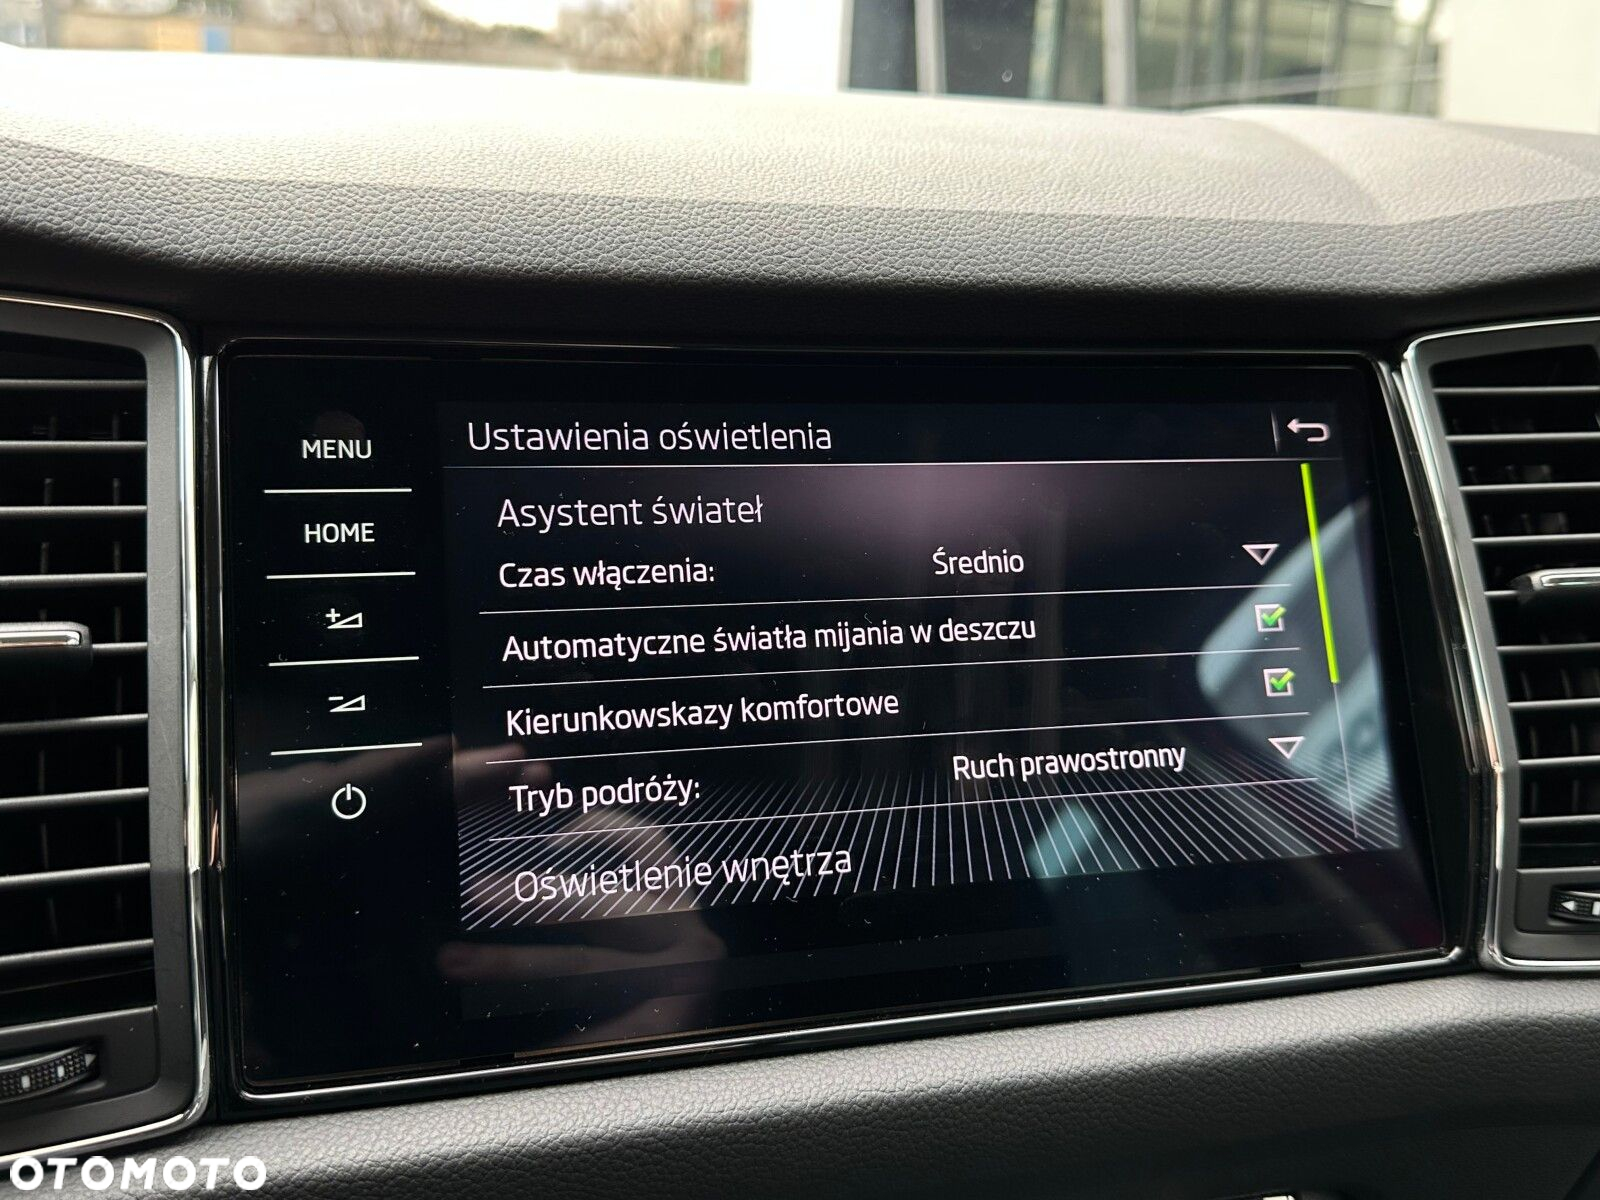 MENU
HOME
Ustawienia oświetlenia
Asystent świateł
Czas włączenia: Średnio
Automatyczne światła mijania w deszczu
Kierunkowskazy komfortowe
Tryb podróży: Ruch prawostronny
Oświetlenie wnętrza
OTOMOTO